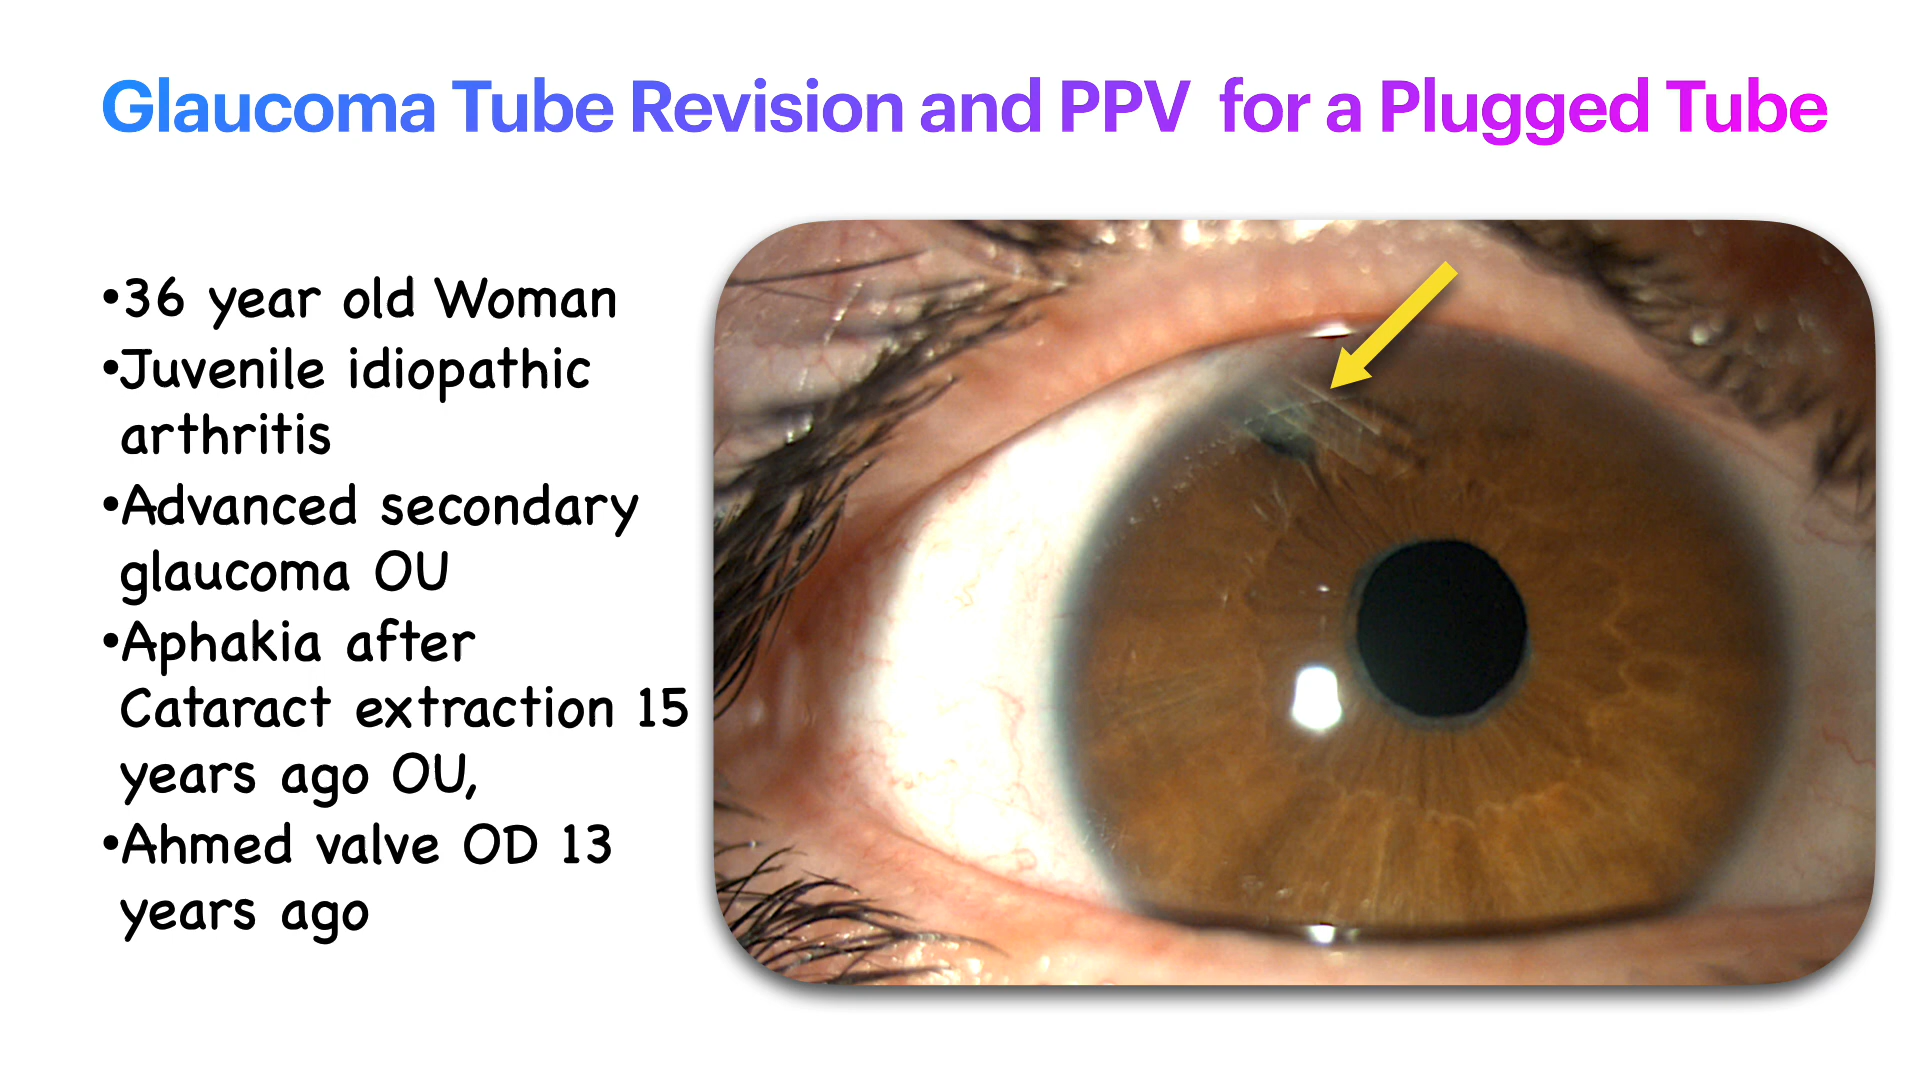 Glaucoma Tube Revision and PPV for a Plugged Tube
•36 year old Woman
•Juvenile idiopathic
arthritis
•Advanced secondary
glaucoma OU
•Aphakia after
Cataract extraction 15
years ago OU,
•Ahmed valve OD 13
years ago